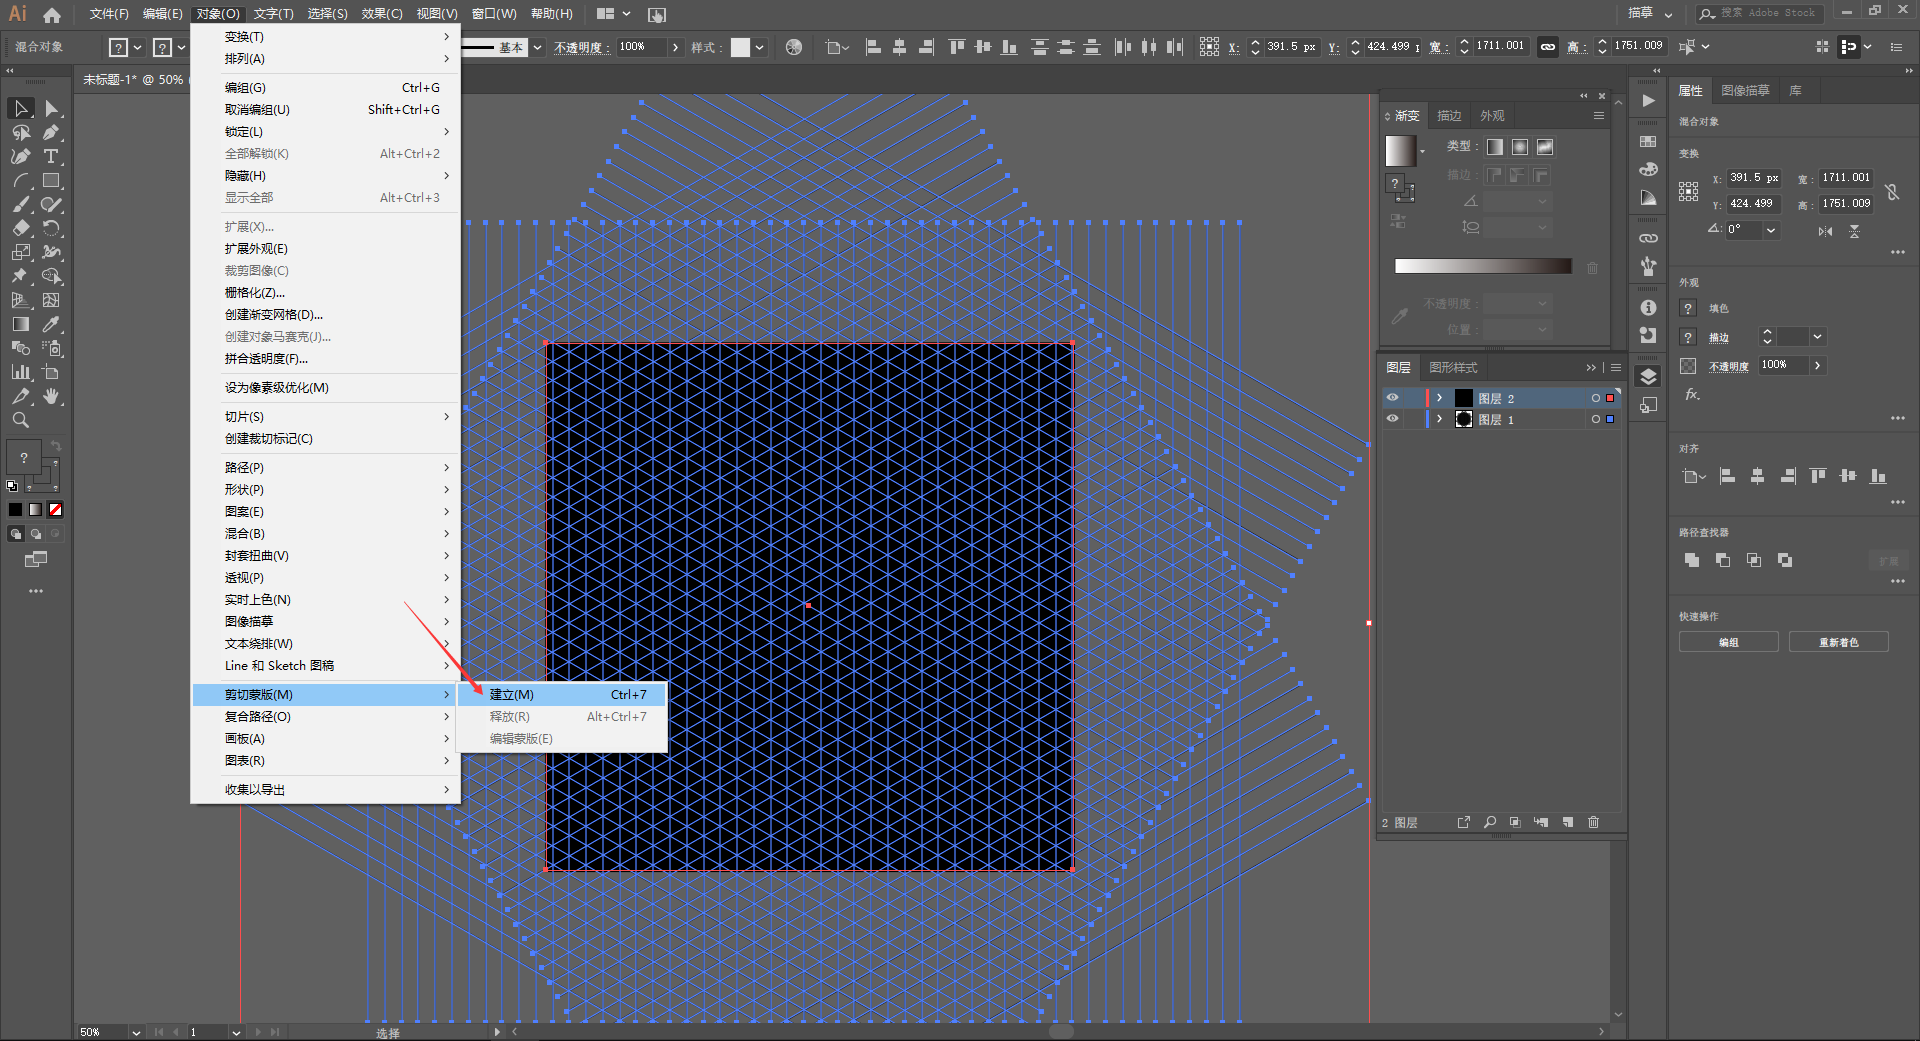 Ai 文件(F) 编辑(E) 对象(O) 文字(T) 选择(S) 效果(C) 视图(V) 窗口(W) 帮助(H) 描摹 搜索 Adobe Stock
混合对象 ? ? 基本 不透明度: 100% 样式: X: 391.5 px Y: 424.499 p 宽: 1711.001 高: 1751.009
未标题-1* @ 50%
变换(T)
排列(A)
编组(G) Ctrl+G
取消编组(U) Shift+Ctrl+G
锁定(L)
全部解锁(K) Alt+Ctrl+2
隐藏(H)
显示全部 Alt+Ctrl+3
扩展(X)...
扩展外观(E)
裁剪图像(C)
栅格化(Z)...
创建渐变网格(D)...
创建对象马赛克(J)...
拼合透明度(F)...
设为像素级优化(M)
切片(S)
创建裁切标记(C)
路径(P)
形状(P)
图案(E)
混合(B)
封套扭曲(V)
透视(P)
实时上色(N)
图像描摹
文本绕排(W)
Line 和 Sketch 图稿
剪切蒙版(M)
复合路径(O)
画板(A)
图表(R)
收集以导出
建立(M) Ctrl+7
释放(R) Alt+Ctrl+7
编辑蒙版(E)
渐变 描边 外观
类型:
描边:
?
不透明度:
位置:
图层 图形样式
图层 2
图层 1
2 图层
属性 图像描摹 库
混合对象
变换
X: 391.5 px 宽: 1711.001
Y: 424.499 高: 1751.009
0°
外观
? 填色
? 描边
不透明度 100%
fx.
对齐
路径查找器
扩展
快速操作
编组 重新着色
?
50% 1 选择